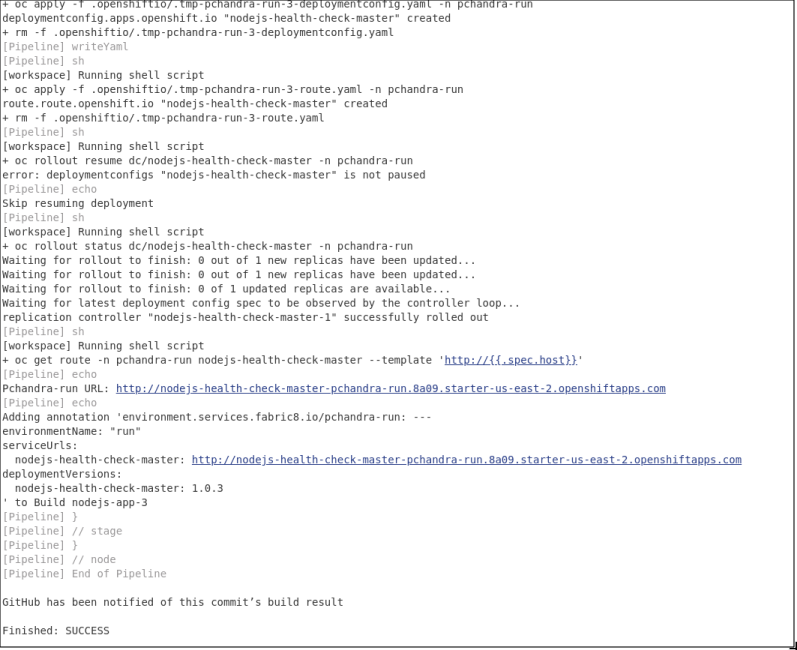 + oc apply -f .openshiftio/.tmp-pchandra-run-3-deploymentconfig.yaml -n pchandra-run
deploymentconfig.apps.openshift.io "nodejs-health-check-master" created
+ rm -f .openshiftio/.tmp-pchandra-run-3-deploymentconfig.yaml
[Pipeline] writeYaml
[Pipeline] sh
[workspace] Running shell script
+ oc apply -f .openshiftio/.tmp-pchandra-run-3-route.yaml -n pchandra-run
route.route.openshift.io "nodejs-health-check-master" created
+ rm -f .openshiftio/.tmp-pchandra-run-3-route.yaml
[Pipeline] sh
[workspace] Running shell script
+ oc rollout resume dc/nodejs-health-check-master -n pchandra-run
error: deploymentconfigs "nodejs-health-check-master" is not paused
[Pipeline] echo
Skip resuming deployment
[Pipeline] sh
[workspace] Running shell script
+ oc rollout status dc/nodejs-health-check-master -n pchandra-run
Waiting for rollout to finish: 0 out of 1 new replicas have been updated...
Waiting for rollout to finish: 0 out of 1 new replicas have been updated...
Waiting for rollout to finish: 0 of 1 updated replicas are available...
Waiting for latest deployment config spec to be observed by the controller loop...
replication controller "nodejs-health-check-master-1" successfully rolled out
[Pipeline] sh
[workspace] Running shell script
+ oc get route -n pchandra-run nodejs-health-check-master --template 'http://{{.spec.host}}'
[Pipeline] echo
Pchandra-run URL: http://nodejs-health-check-master-pchandra-run.8a09.starter-us-east-2.openshiftapps.com
[Pipeline] echo
Adding annotation 'environment.services.fabric8.io/pchandra-run: ---
environmentName: "run"
serviceUrls:
  nodejs-health-check-master: http://nodejs-health-check-master-pchandra-run.8a09.starter-us-east-2.openshiftapps.com
deploymentVersions:
  nodejs-health-check-master: 1.0.3
' to Build nodejs-app-3
[Pipeline] }
[Pipeline] // stage
[Pipeline] }
[Pipeline] // node
[Pipeline] End of Pipeline
GitHub has been notified of this commit’s build result
Finished: SUCCESS